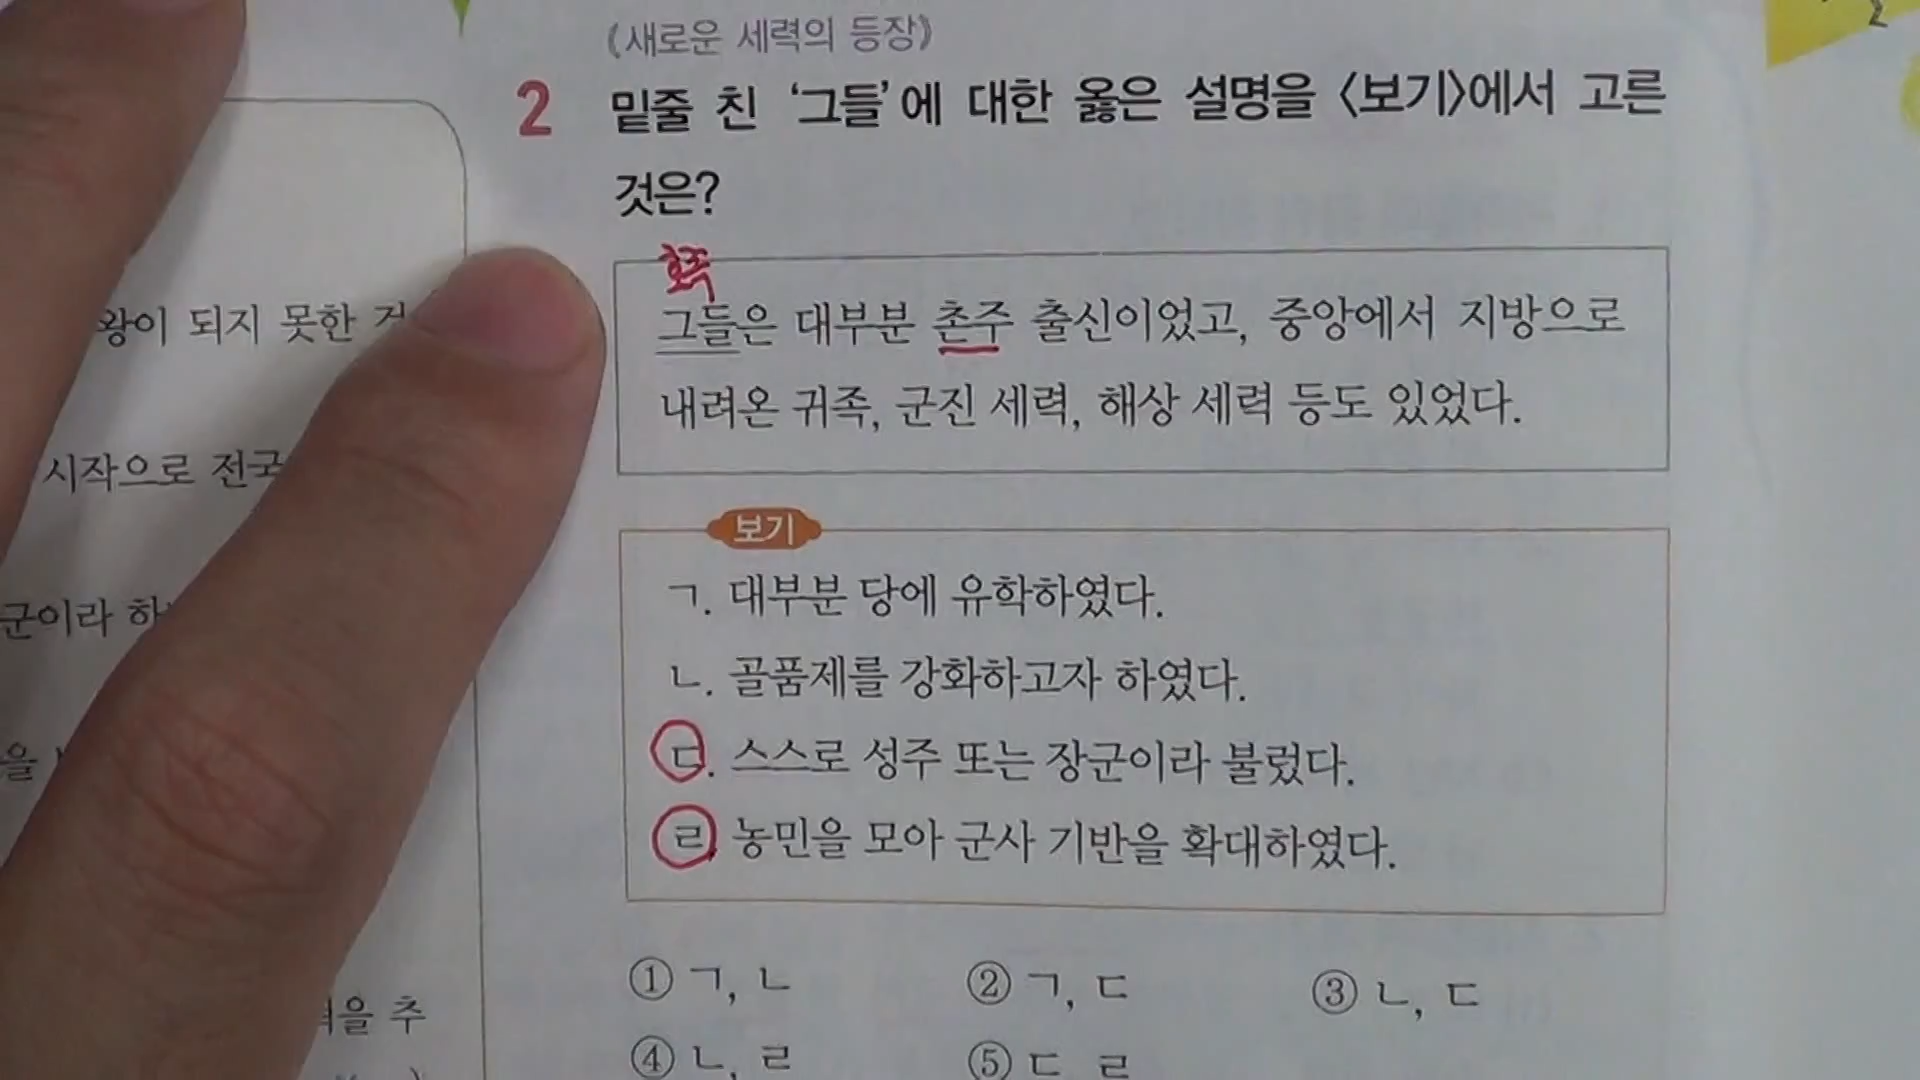 《새로운 세력의 등장》
2 밑줄 친 ‘그들’에 대한 옳은 설명을 〈보기〉에서 고른
것은?
호족
그들은 대부분 촌주 출신이었고, 중앙에서 지방으로
내려온 귀족, 군진 세력, 해상 세력 등도 있었다.
보기
ㄱ. 대부분 당에 유학하였다.
ㄴ. 골품제를 강화하고자 하였다.
ㄷ. 스스로 성주 또는 장군이라 불렀다.
ㄹ. 농민을 모아 군사 기반을 확대하였다.
① ㄱ, ㄴ ② ㄱ, ㄷ ③ ㄴ, ㄷ
④ ㄴ, ㄹ ⑤ ㄷ, ㄹ
왕이 되지 못한
시작으로 전국
군이라
을
을 추